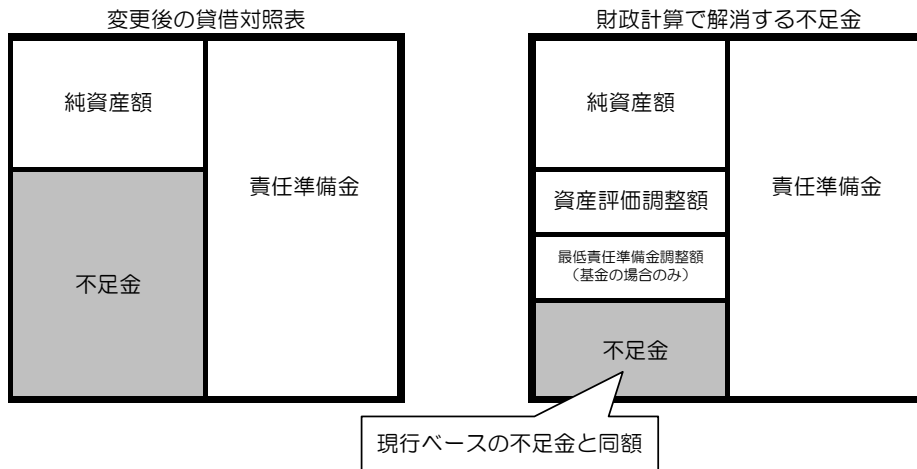 変更後の貸借対照表
純資産額
不足金
責任準備金
財政計算で解消する不足金
純資産額
資産評価調整額
最低責任準備金調整額
（基金の場合のみ）
不足金
責任準備金
現行ベースの不足金と同額